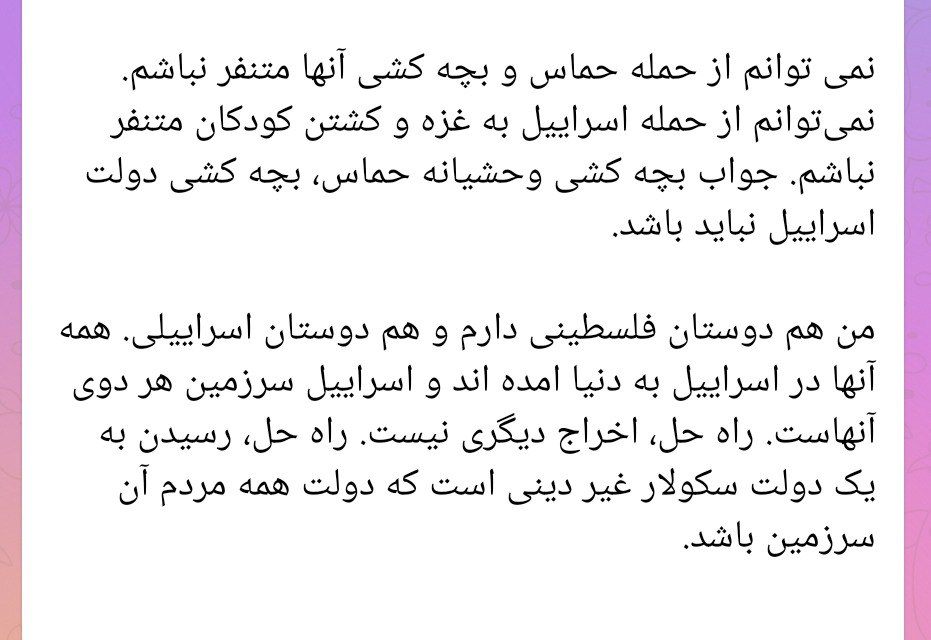 نمی توانم از حمله حماس و بچه کشی آنها متنفر نباشم.
نمی‌توانم از حمله اسراییل به غزه و کشتن کودکان متنفر
نباشم. جواب بچه کشی وحشیانه حماس، بچه کشی دولت
اسراییل نباید باشد.
من هم دوستان فلسطینی دارم و هم دوستان اسراییلی. همه
آنها در اسراییل به دنیا امده اند و اسراییل سرزمین هر دوی
آنهاست. راه حل، اخراج دیگری نیست. راه حل، رسیدن به
یک دولت سکولار غیر دینی است که دولت همه مردم آن
سرزمین باشد.